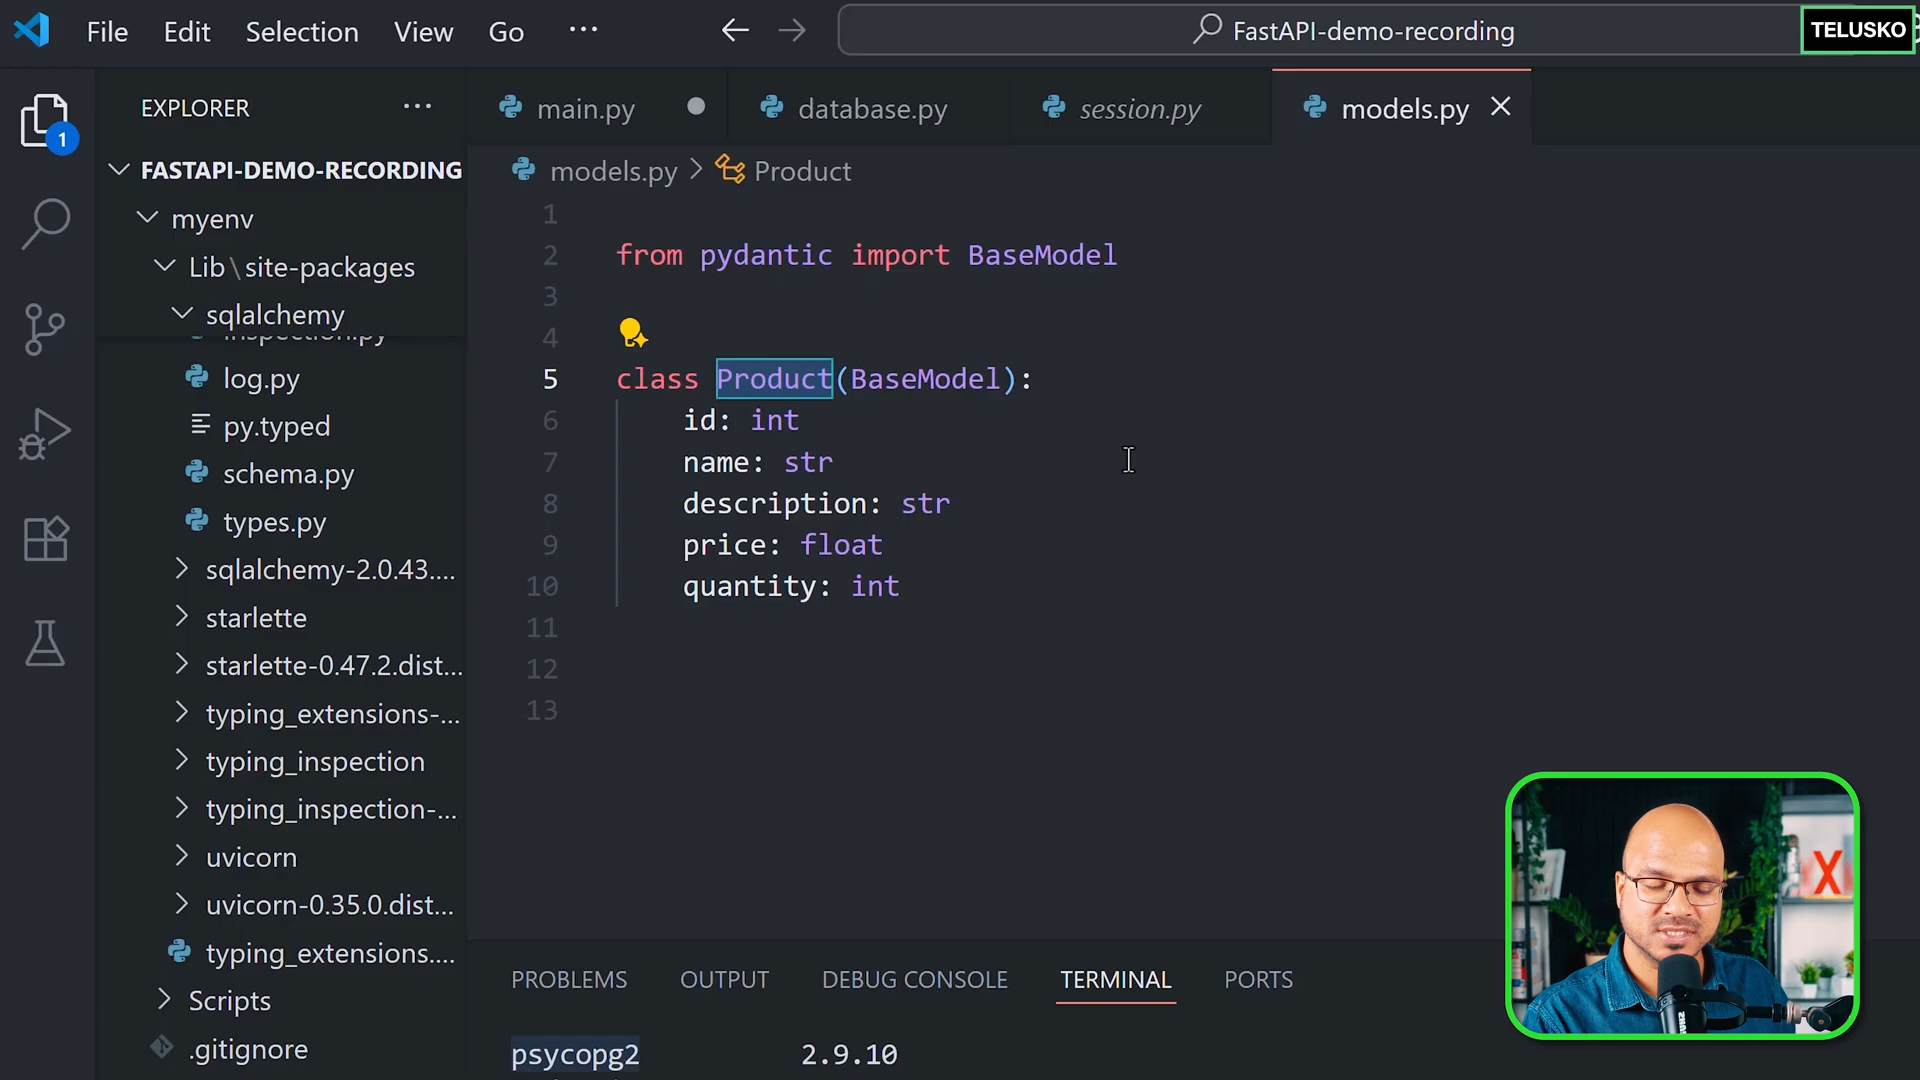 File Edit Selection View Go ...
FastAPI-demo-recording
TELUSKO
EXPLORER ...
main.py
database.py
session.py
models.py
1
FASTAPI-DEMO-RECORDING
myenv
Lib\site-packages
sqlalchemy
inspection.py
log.py
py.typed
schema.py
types.py
sqlalchemy-2.0.43....
starlette
starlette-0.47.2.dist...
typing_extensions-...
typing_inspection
typing_inspection-...
uvicorn
uvicorn-0.35.0.dist...
typing_extensions....
Scripts
.gitignore
models.py > Product
1
2 from pydantic import BaseModel
3
4
5 class Product(BaseModel):
6 id: int
7 name: str
8 description: str
9 price: float
10 quantity: int
11
12
13
PROBLEMS OUTPUT DEBUG CONSOLE TERMINAL PORTS
psycopg2 2.9.10
X